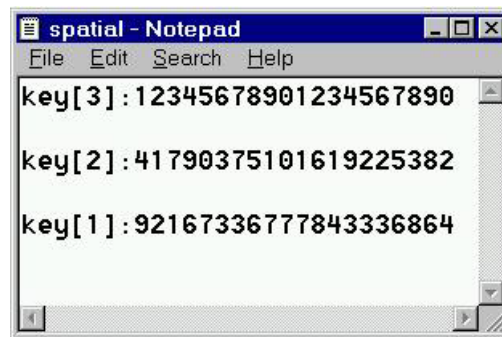 spatial - Notepad
File Edit Search Help
key[3]:12345678901234567890
key[2]:41790375101619225382
key[1]:92167336777843336864